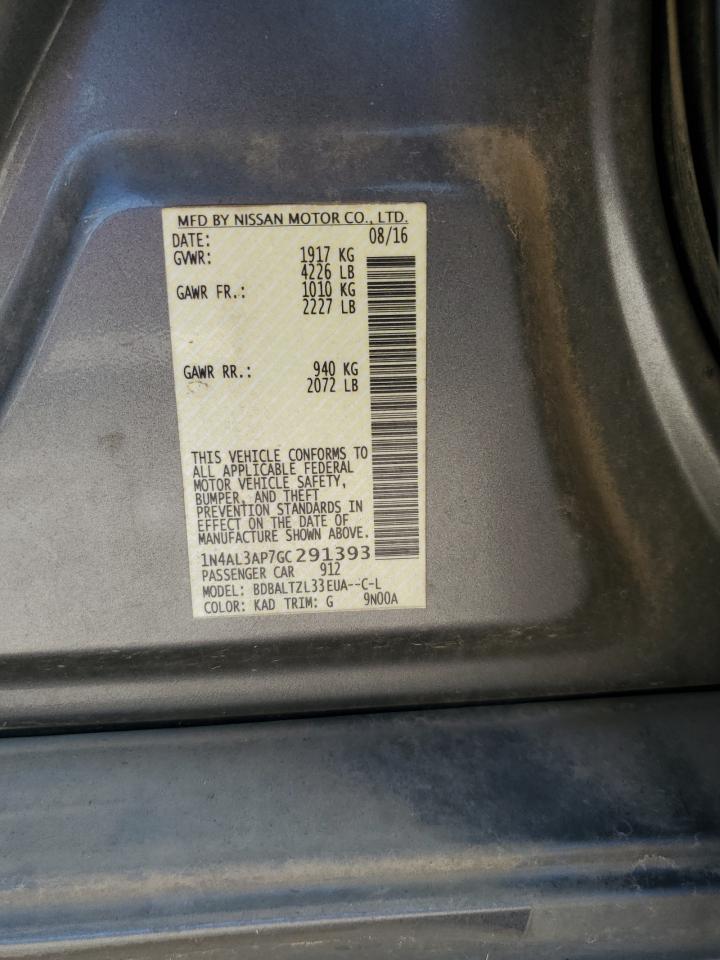 MFD BY NISSAN MOTOR CO., LTD.
DATE: 08/16
GVWR: 1917 KG
4226 LB
GAWR FR.: 1010 KG
2227 LB
GAWR RR.: 940 KG
2072 LB
THIS VEHICLE CONFORMS TO
ALL APPLICABLE FEDERAL
MOTOR VEHICLE SAFETY,
BUMPER, AND THEFT
PREVENTION STANDARDS IN
EFFECT ON THE DATE OF
MANUFACTURE SHOWN ABOVE.
1N4AL3AP7GC291393
PASSENGER CAR 912
MODEL: BDBALTZL33EUA--C-L
COLOR: KAD TRIM: G 9N00A